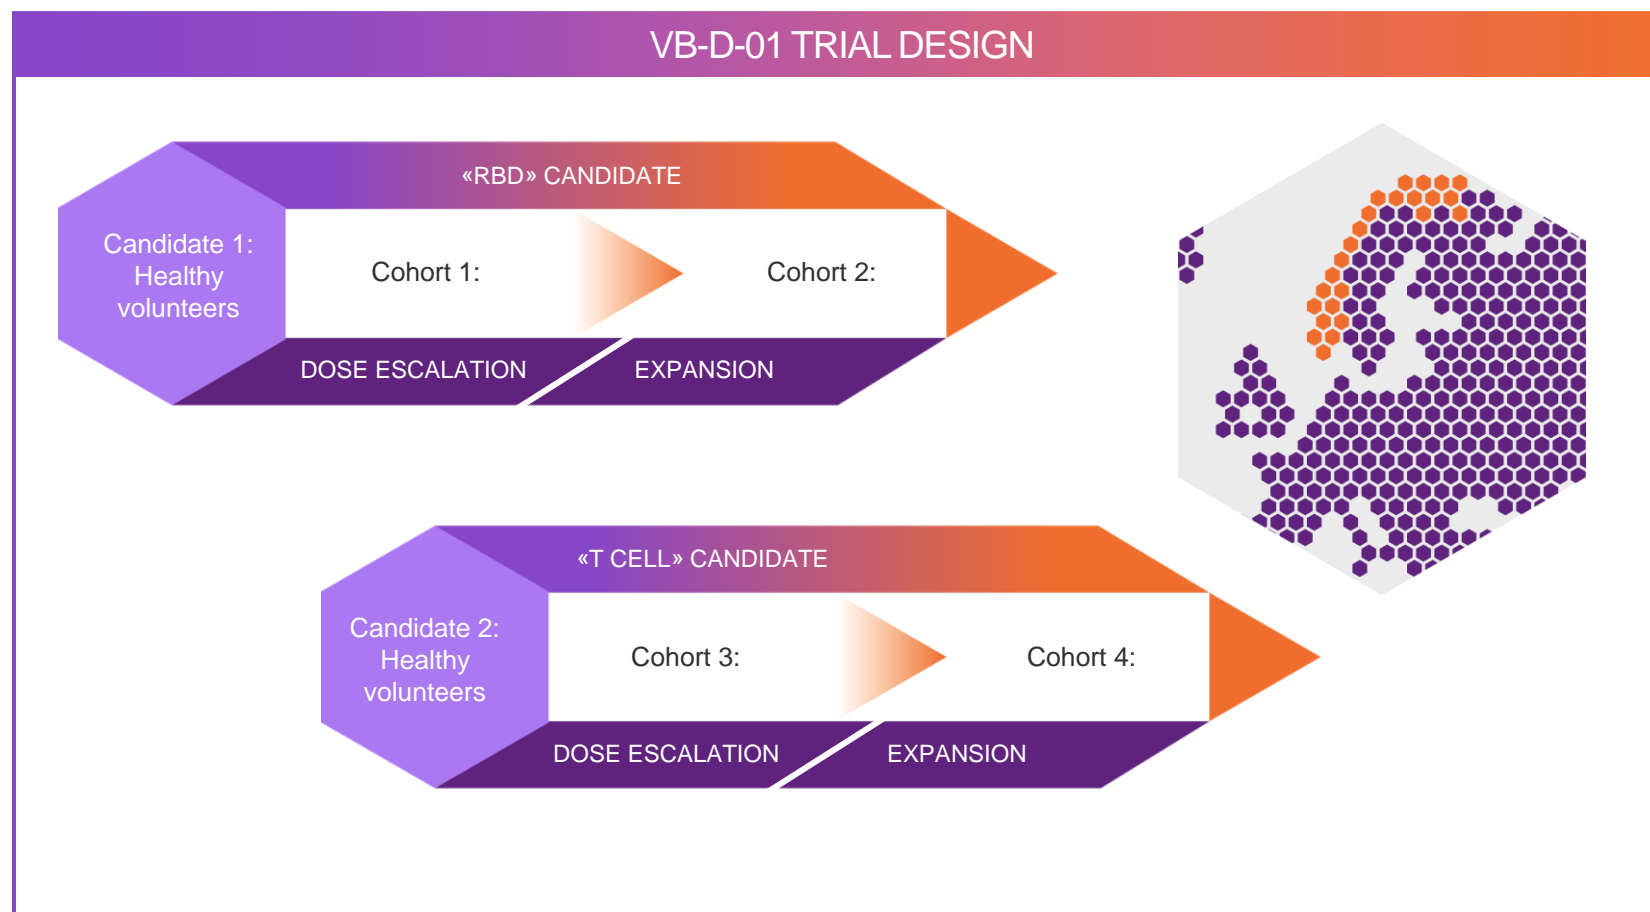 VB-D-01 TRIAL DESIGN
«RBD» CANDIDATE
Candidate 1:
Healthy
volunteers
Cohort 1:
Cohort 2:
DOSE ESCALATION
EXPANSION
«T CELL» CANDIDATE
Candidate 2:
Healthy
volunteers
Cohort 3:
Cohort 4:
DOSE ESCALATION
EXPANSION